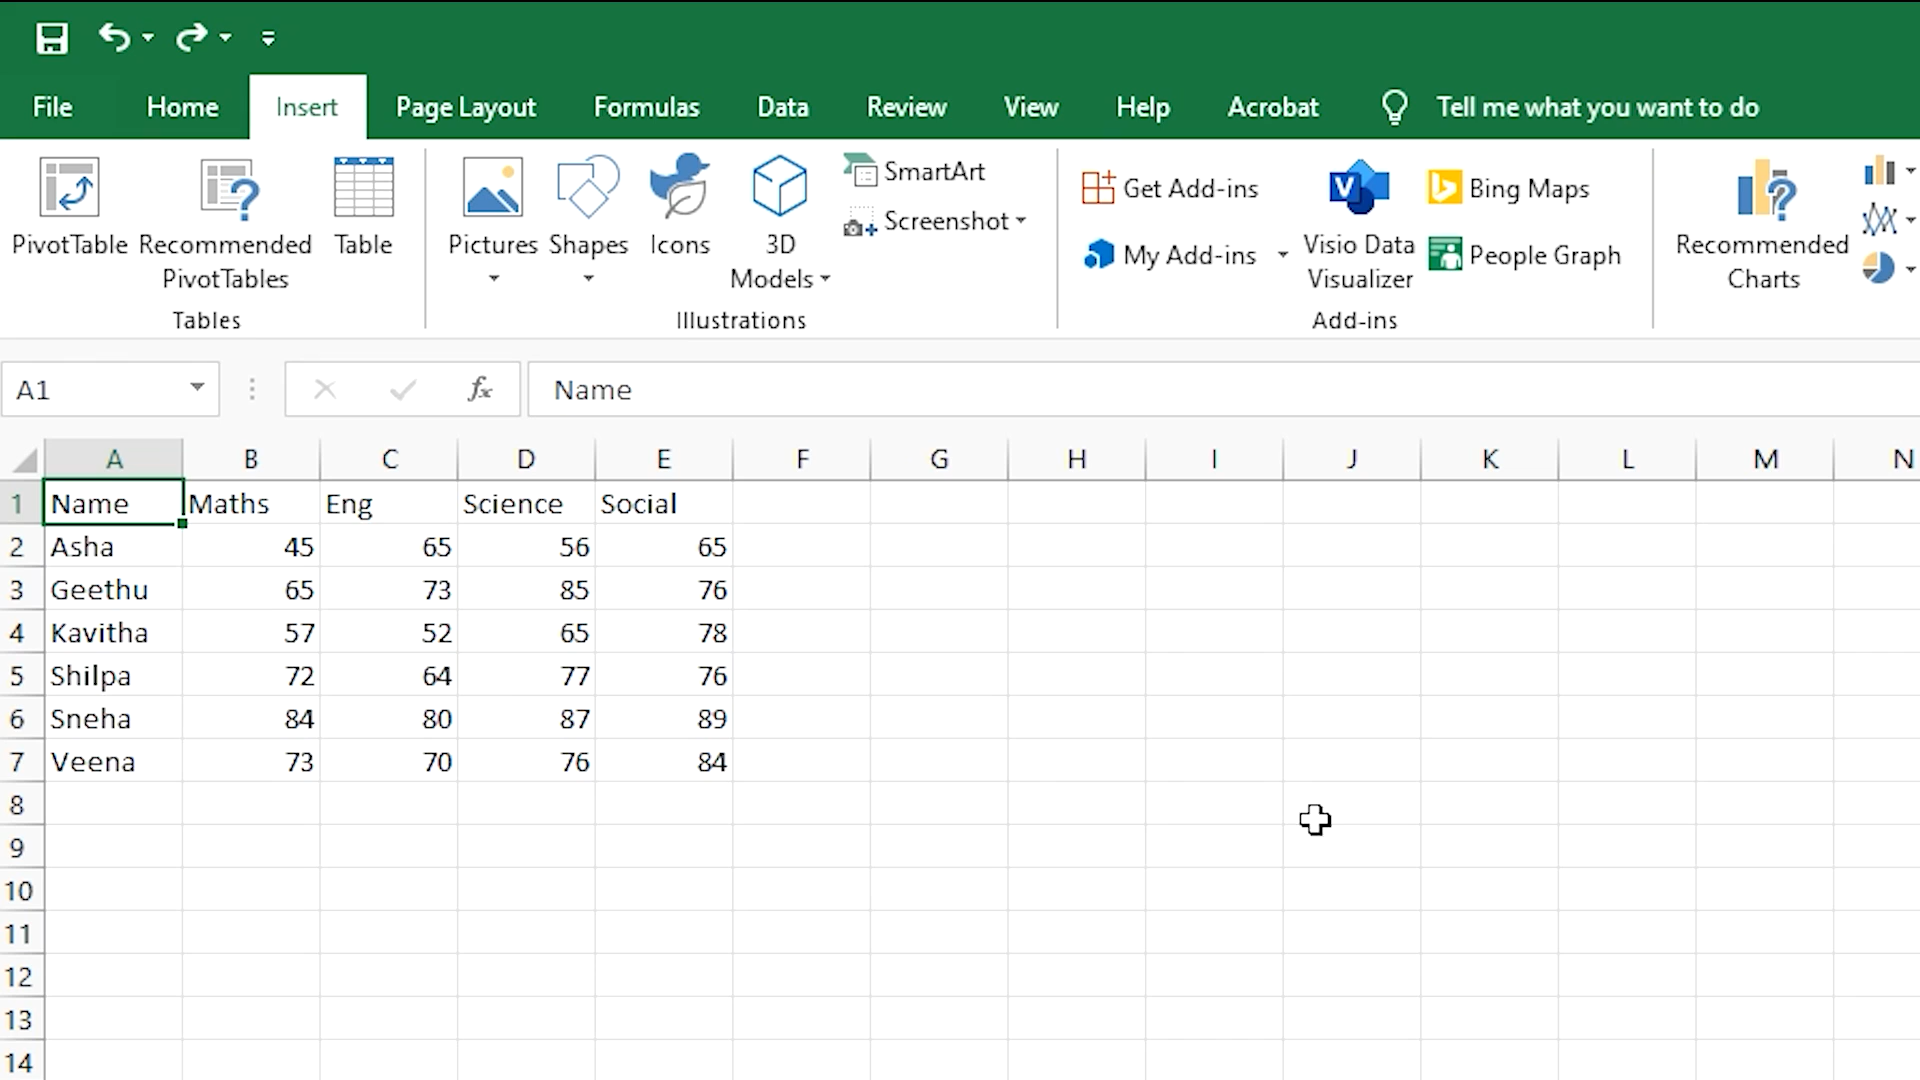 File Home Insert Page Layout Formulas Data Review View Help Acrobat Tell me what you want to do
PivotTable Recommended PivotTables Table
Tables
Pictures Shapes Icons 3D Models SmartArt Screenshot
Illustrations
Get Add-ins My Add-ins Visio Data Visualizer Bing Maps People Graph
Add-ins
Recommended Charts
A1 fx Name
A B C D E F G H I J K L M N
1 Name Maths Eng Science Social
2 Asha 45 65 56 65
3 Geethu 65 73 85 76
4 Kavitha 57 52 65 78
5 Shilpa 72 64 77 76
6 Sneha 84 80 87 89
7 Veena 73 70 76 84
8
9
10
11
12
13
14